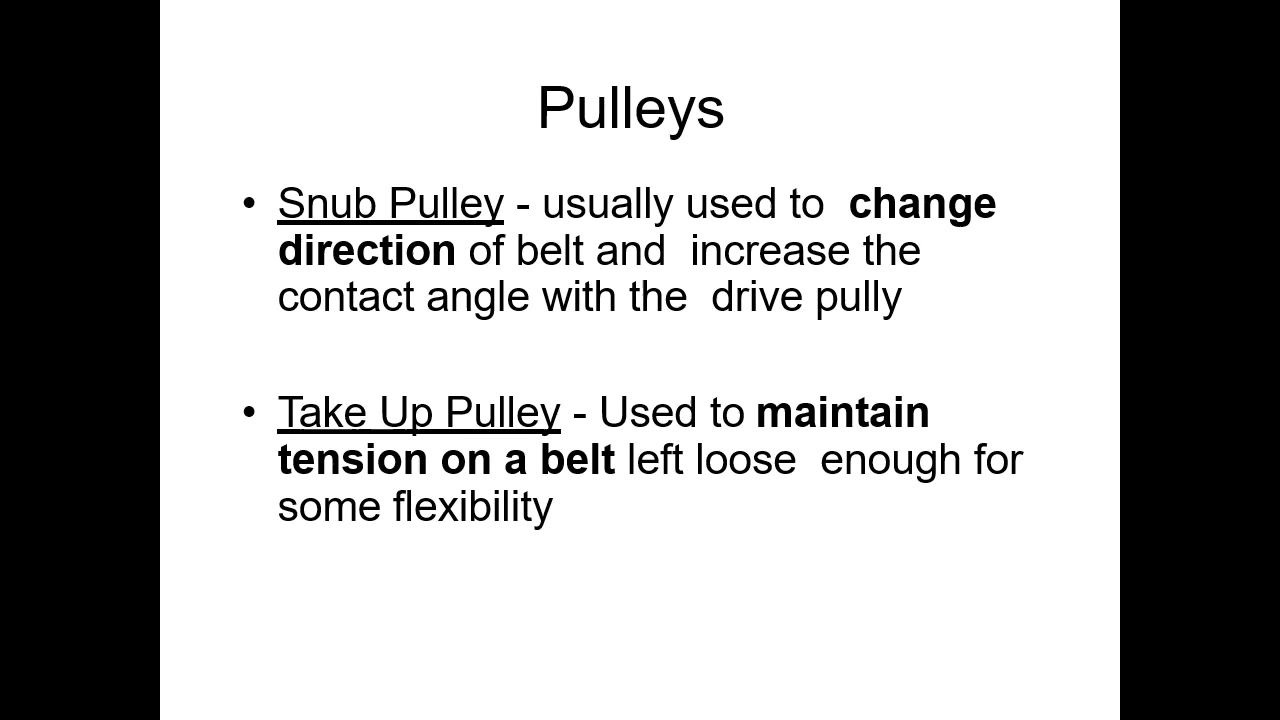 Pulleys
• Snub Pulley - usually used to  change
direction of belt and  increase the
contact angle with the  drive pully
• Take Up Pulley - Used to maintain
tension on a belt left loose  enough for
some flexibility